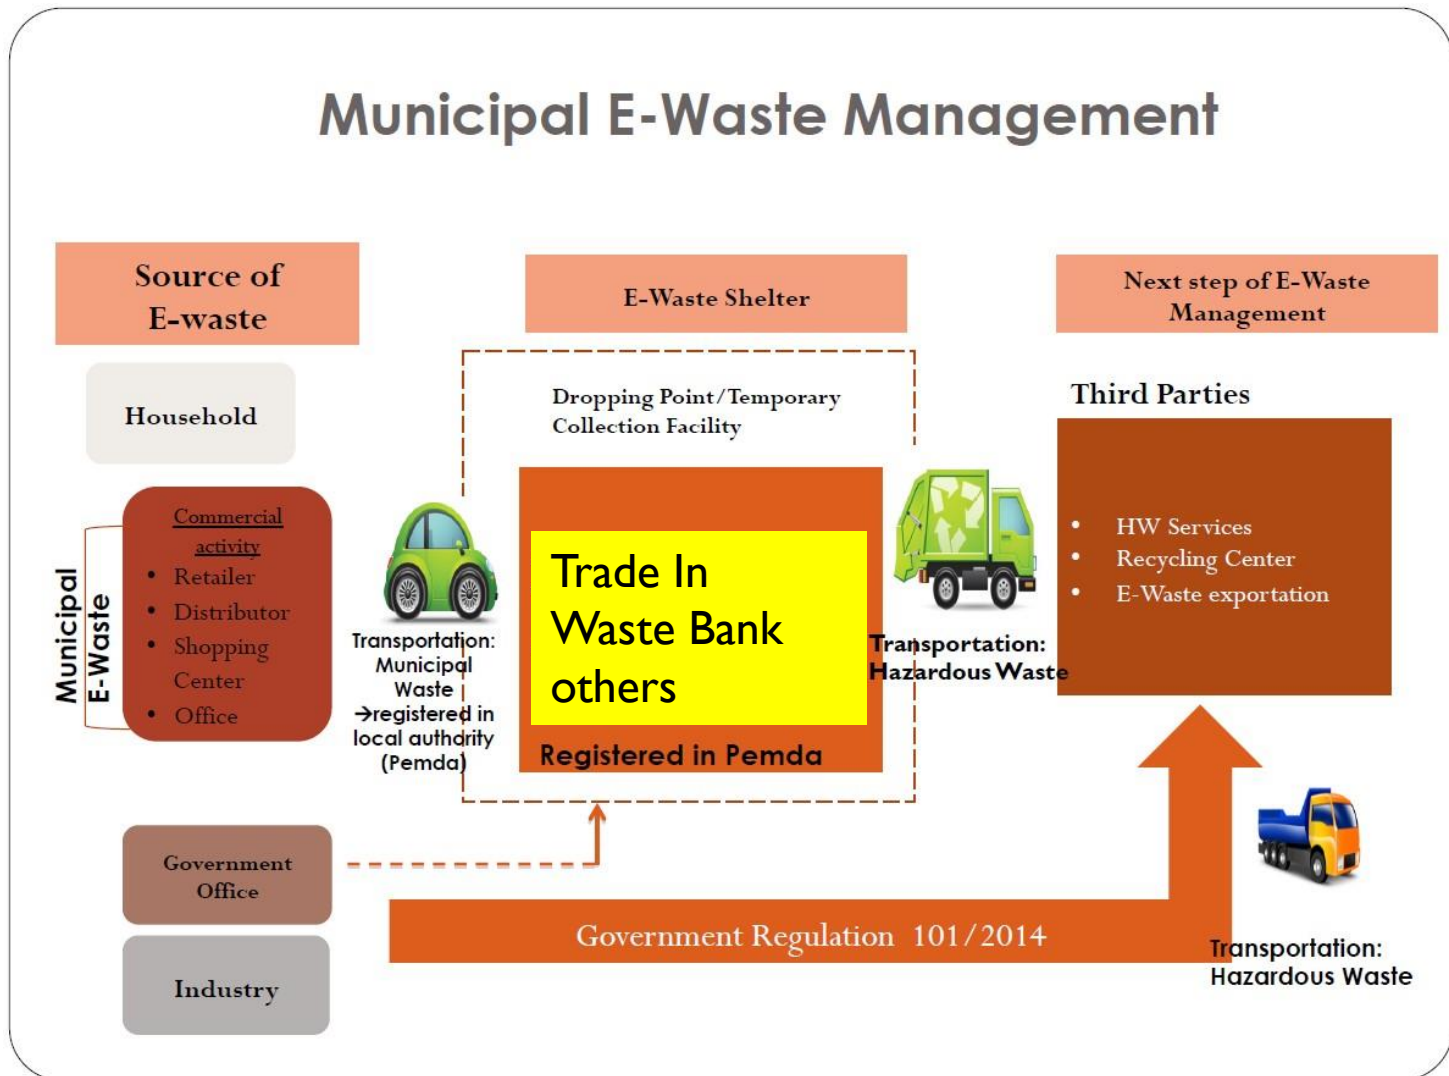 Municipal E-Waste Management
Source of
E-waste
E-Waste Shelter
Next step of E-Waste
Management
Household
Municipal
E-Waste
Commercial
activity
• Retailer
• Distributor
• Shopping
Center
• Office
Government
Office
Industry
Transportation:
Municipal
Waste
→registered in
local authority
(Pemda)
Dropping Point/Temporary
Collection Facility
Trade In
Waste Bank
others
Registered in Pemda
Transportation:
Hazardous Waste
Third Parties
• HW Services
• Recycling Center
• E-Waste exportation
Government Regulation 101/2014
Transportation:
Hazardous Waste